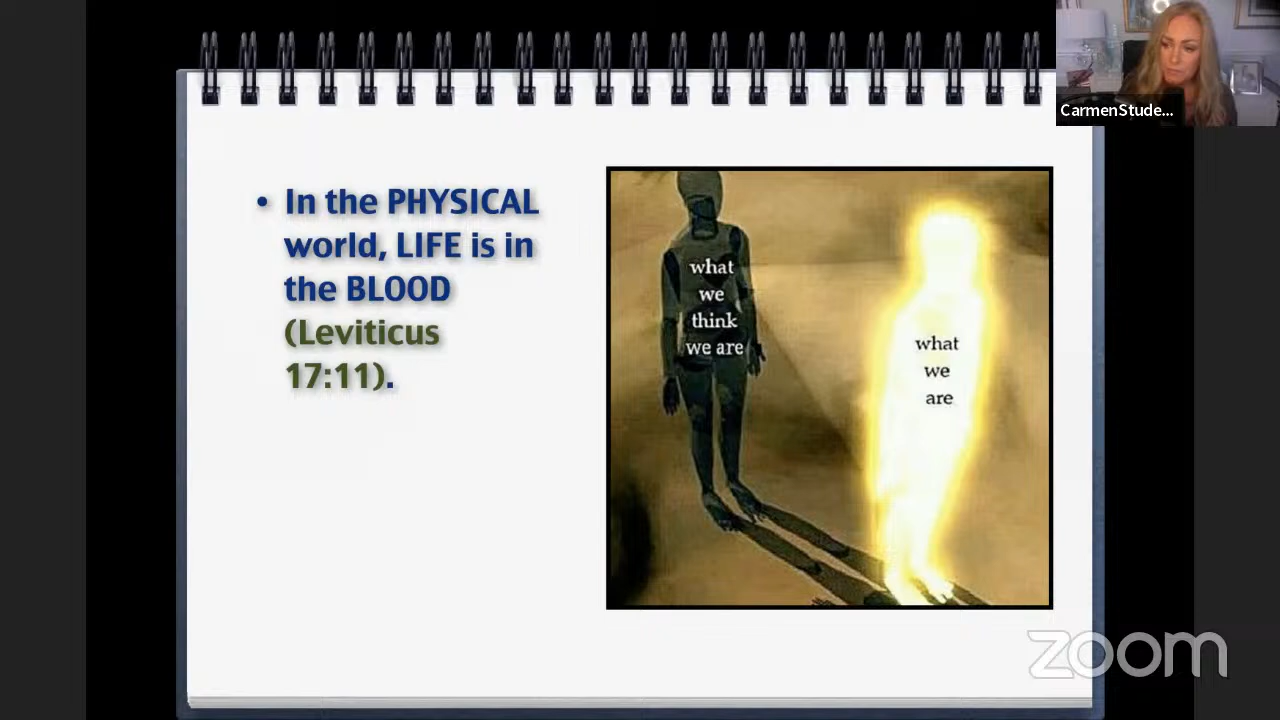 • In the PHYSICAL
world, LIFE is in
the BLOOD
(Leviticus
17:11).
what
we
think
we are
what
we
are
CarmenStude...
zoom